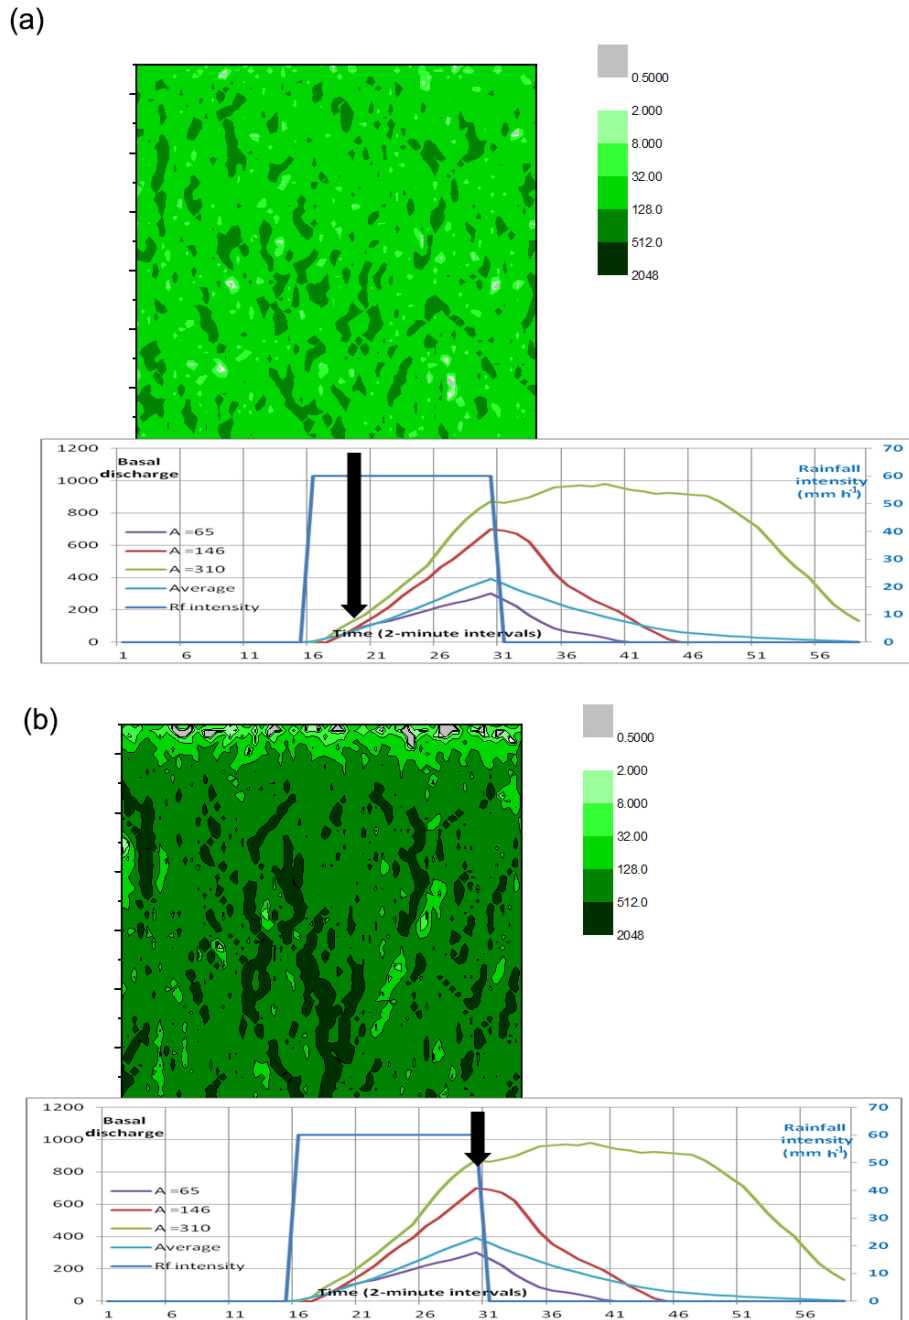 (a)
0.5000
2.000
8.000
32.00
128.0
512.0
2048
1200
1000
800
600
400
200
0
Basal
discharge
A =65
A =146
A =310
Average
Rf intensity
Rainfall
intensity
(mm h-1)
70
60
50
40
30
20
10
0
Time (2-minute intervals)
1 6 11 16 21 26 31 36 41 46 51 56
(b)
0.5000
2.000
8.000
32.00
128.0
512.0
2048
1200
1000
800
600
400
200
0
Basal
discharge
A =65
A =146
A =310
Average
Rf intensity
Rainfall
intensity
(mm h-1)
70
60
50
40
30
20
10
0
Time (2-minute intervals)
1 6 11 16 21 26 31 36 41 46 51 56